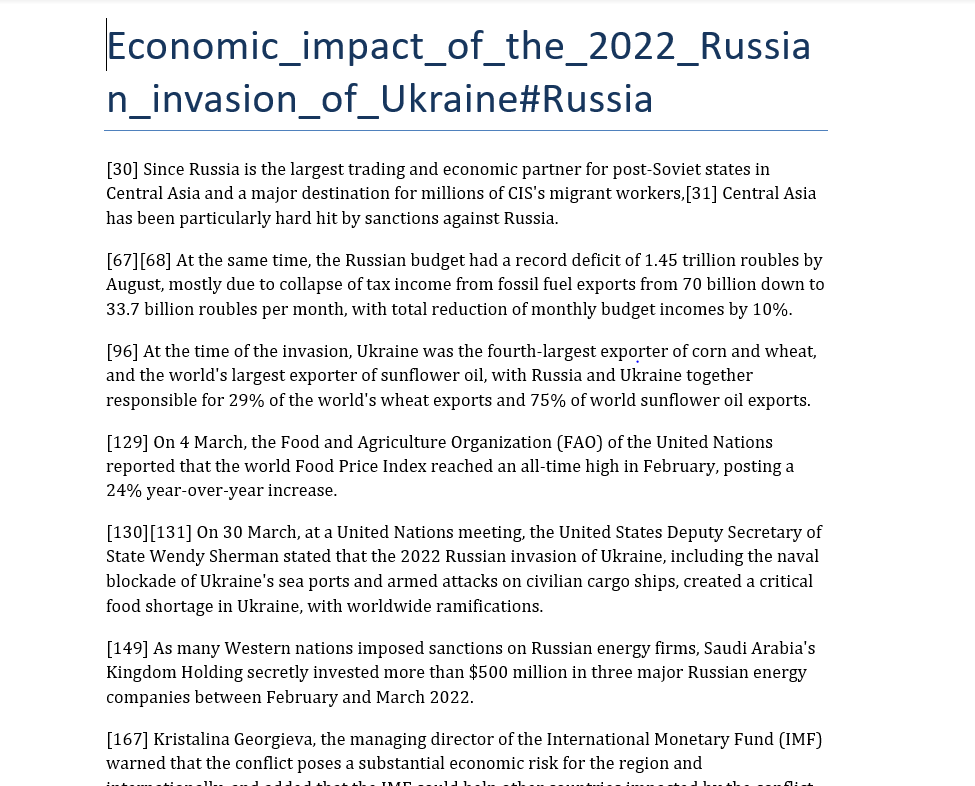 Economic_impact_of_the_2022_Russia
n_invasion_of_Ukraine#Russia
[30] Since Russia is the largest trading and economic partner for post-Soviet states in
Central Asia and a major destination for millions of CIS's migrant workers,[31] Central Asia
has been particularly hard hit by sanctions against Russia.
[67][68] At the same time, the Russian budget had a record deficit of 1.45 trillion roubles by
August, mostly due to collapse of tax income from fossil fuel exports from 70 billion down to
33.7 billion roubles per month, with total reduction of monthly budget incomes by 10%.
[96] At the time of the invasion, Ukraine was the fourth-largest exporter of corn and wheat,
and the world's largest exporter of sunflower oil, with Russia and Ukraine together
responsible for 29% of the world's wheat exports and 75% of world sunflower oil exports.
[129] On 4 March, the Food and Agriculture Organization (FAO) of the United Nations
reported that the world Food Price Index reached an all-time high in February, posting a
24% year-over-year increase.
[130][131] On 30 March, at a United Nations meeting, the United States Deputy Secretary of
State Wendy Sherman stated that the 2022 Russian invasion of Ukraine, including the naval
blockade of Ukraine's sea ports and armed attacks on civilian cargo ships, created a critical
food shortage in Ukraine, with worldwide ramifications.
[149] As many Western nations imposed sanctions on Russian energy firms, Saudi Arabia's
Kingdom Holding secretly invested more than $500 million in three major Russian energy
companies between February and March 2022.
[167] Kristalina Georgieva, the managing director of the International Monetary Fund (IMF)
warned that the conflict poses a substantial economic risk for the region and
internationally, and added that the IMF could help other countries impacted by the conflict